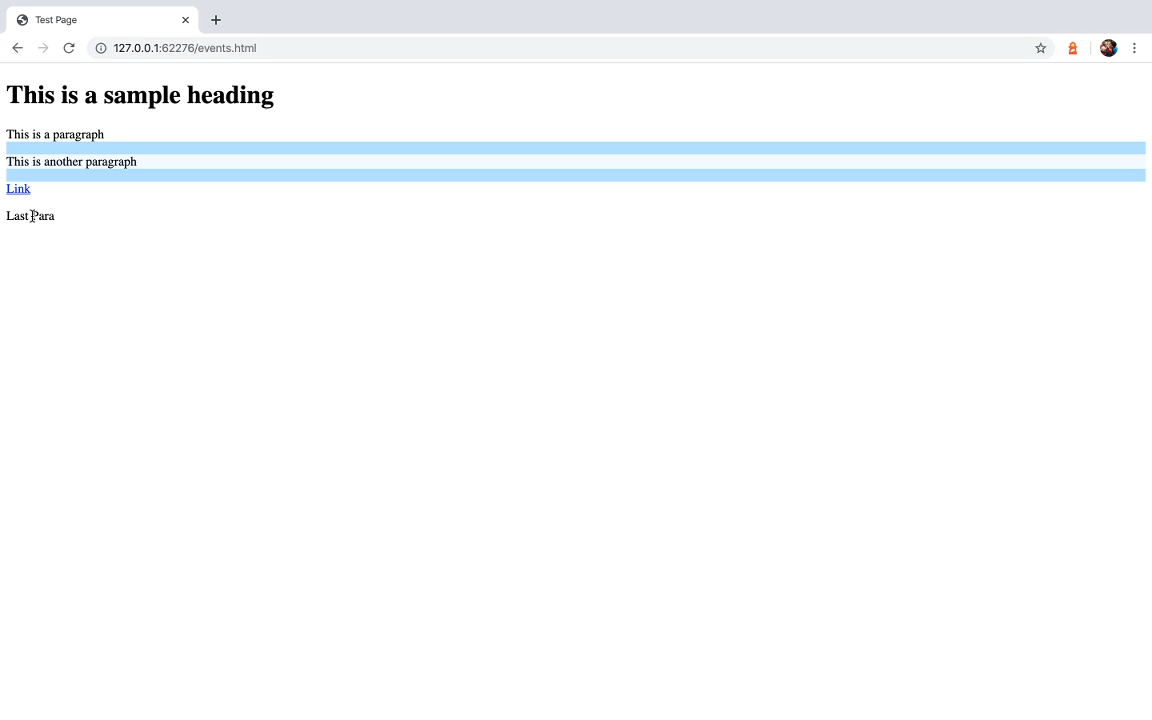 Test Page
127.0.0.1:62276/events.html
This is a sample heading
This is a paragraph
This is another paragraph
Link
Last Para